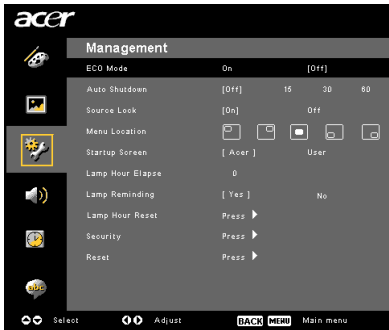 acer
Management
ECO Mode On [Off]
Auto Shutdown [Off] 15 30 60
Source Lock [On] Off
Menu Location
Startup Screen [ Acer ] User
Lamp Hour Elapse 0
Lamp Reminding [ Yes ] No
Lamp Hour Reset Press
Security Press
Reset Press
abc
Select Adjust BACK MENU Main menu